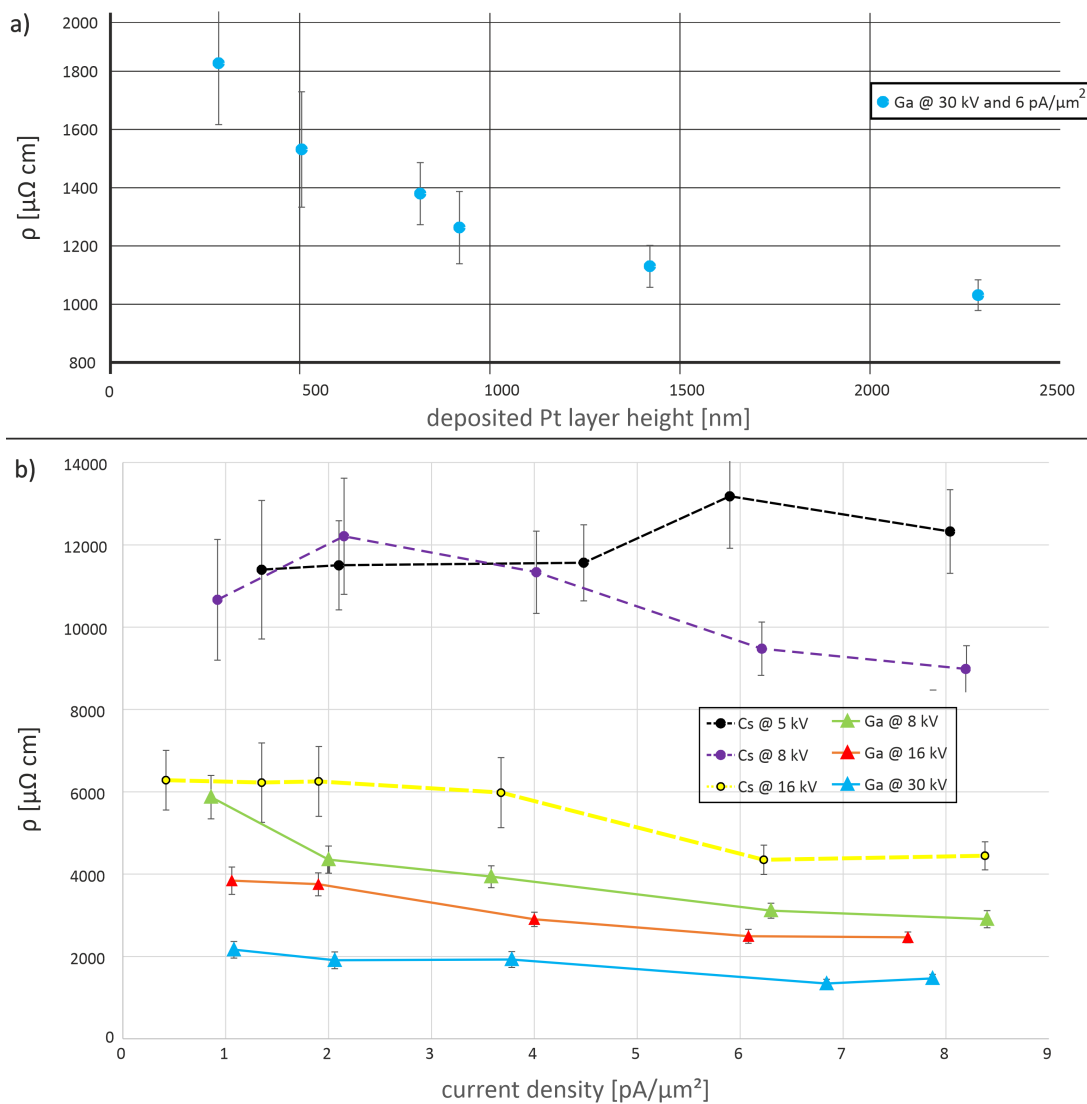 a)
2000
1800
1600
1400
1200
1000
800
ρ [µΩ cm]
Ga @ 30 kV and 6 pA/µm²
0
500
1000
1500
2000
2500
deposited Pt layer height [nm]
b)
14000
12000
10000
8000
6000
4000
2000
0
ρ [µΩ cm]
Cs @ 5 kV
Ga @ 8 kV
Cs @ 8 kV
Ga @ 16 kV
Cs @ 16 kV
Ga @ 30 kV
0
1
2
3
4
5
6
7
8
9
current density [pA/µm²]